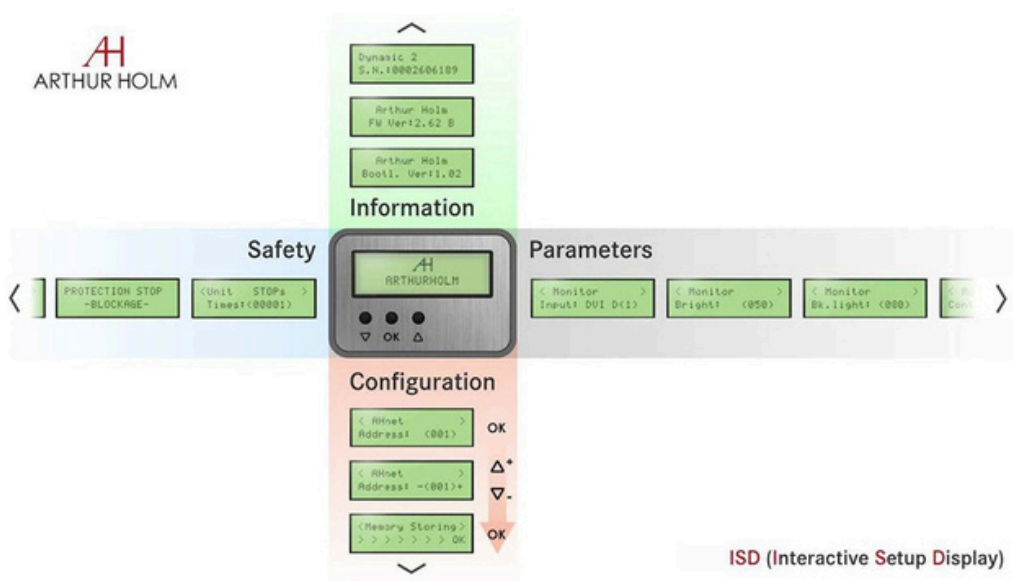 AH
ARTHUR HOLM
Dynamic 2
S.N.:0002606189
Arthur Holm
FW Ver:2.62 B
Arthur Holm
Bootl. Ver:1.02
Information
Safety
PROTECTION STOP
-BLOCKAGE-
<Unit STOPs >
Times:(00001)
AH
ARTHURHOLM
▽ OK △
Parameters
< Monitor >
Input: DVI D(1)
< Monitor >
Bright: (050)
< Monitor >
Bk.light: (080)
Configuration
< AHnet >
Address: (001)
OK
< AHnet >
Address: -(001)+
△+
▽-
<Memory Storing>
> > > > > > > OK
OK
ISD (Interactive Setup Display)